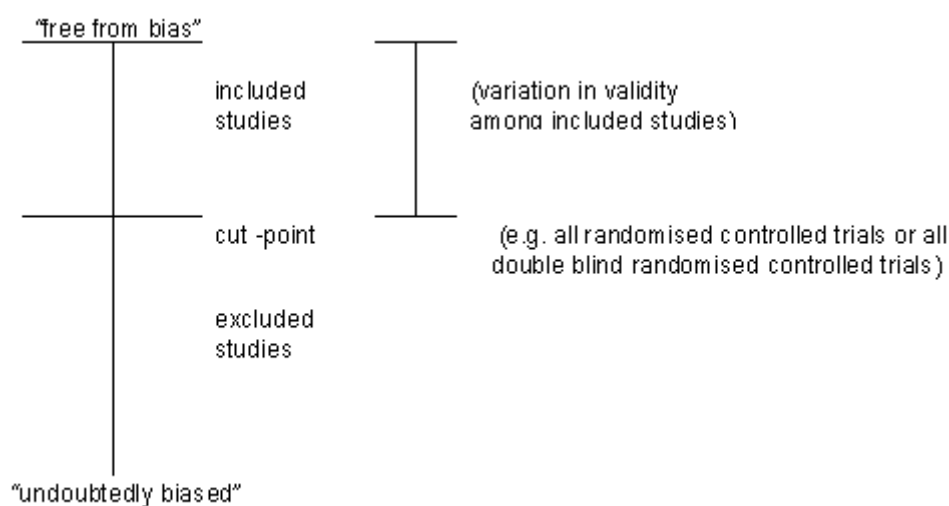 "free from bias"
included
studies
(variation in validity
among included studies)
cut -point
(e.g. all randomised controlled trials or all
double blind randomised controlled trials)
excluded
studies
"undoubtedly biased"